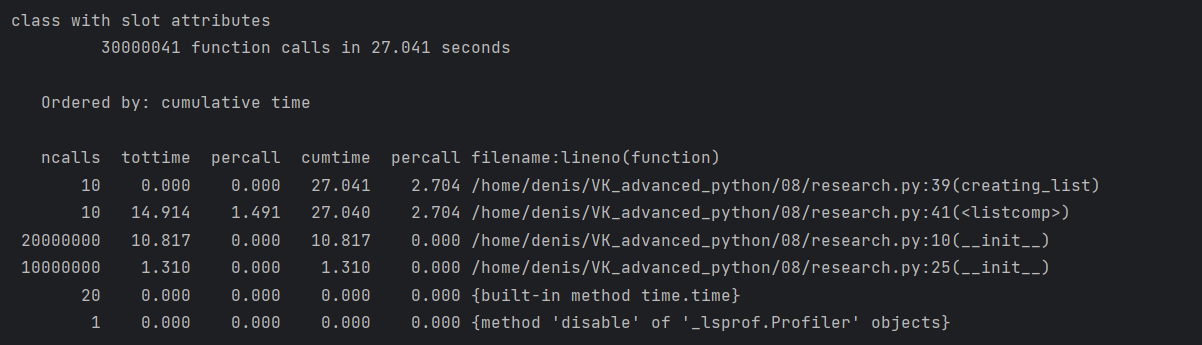 class with slot attributes
         30000041 function calls in 27.041 seconds

   Ordered by: cumulative time

   ncalls  tottime  percall  cumtime  percall filename:lineno(function)
       10    0.000    0.000   27.041    2.704 /home/denis/VK_advanced_python/08/research.py:39(creating_list)
       10   14.914    1.491   27.040    2.704 /home/denis/VK_advanced_python/08/research.py:41(<listcomp>)
 20000000   10.817    0.000   10.817    0.000 /home/denis/VK_advanced_python/08/research.py:10(__init__)
 10000000    1.310    0.000    1.310    0.000 /home/denis/VK_advanced_python/08/research.py:25(__init__)
       20    0.000    0.000    0.000    0.000 {built-in method time.time}
        1    0.000    0.000    0.000    0.000 {method 'disable' of '_lsprof.Profiler' objects}